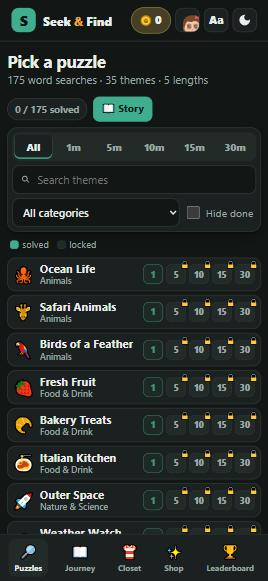 S Seek & Find 0 Aa
Pick a puzzle
175 word searches · 35 themes · 5 lengths
0 / 175 solved Story
All 1m 5m 10m 15m 30m
Search themes
All categories Hide done
solved locked
Ocean Life 1 5 10 15 30
Animals
Safari Animals 1 5 10 15 30
Animals
Birds of a Feather 1 5 10 15 30
Animals
Fresh Fruit 1 5 10 15 30
Food & Drink
Bakery Treats 1 5 10 15 30
Food & Drink
Italian Kitchen 1 5 10 15 30
Food & Drink
Outer Space 1 5 10 15 30
Nature & Science
Weather Watch
Puzzles Journey Closet Shop Leaderboard